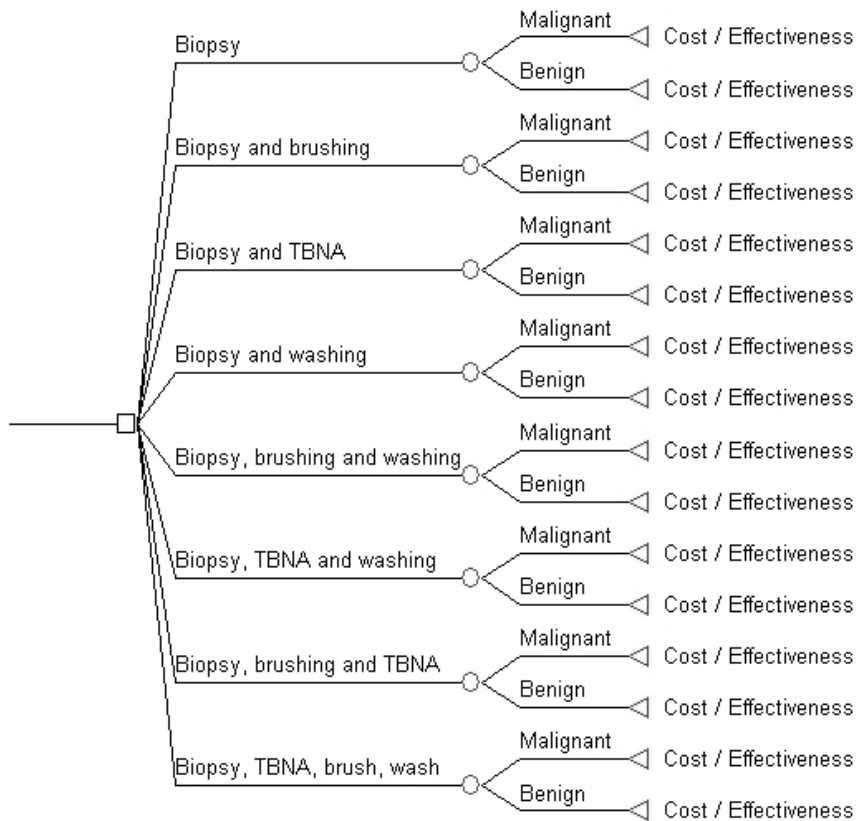 Malignant
Cost / Effectiveness
Biopsy
Benign
Cost / Effectiveness
Malignant
Cost / Effectiveness
Biopsy and brushing
Benign
Cost / Effectiveness
Malignant
Cost / Effectiveness
Biopsy and TBNA
Benign
Cost / Effectiveness
Malignant
Cost / Effectiveness
Biopsy and washing
Benign
Cost / Effectiveness
Malignant
Cost / Effectiveness
Biopsy, brushing and washing
Benign
Cost / Effectiveness
Malignant
Cost / Effectiveness
Biopsy, TBNA and washing
Benign
Cost / Effectiveness
Malignant
Cost / Effectiveness
Biopsy, brushing and TBNA
Benign
Cost / Effectiveness
Malignant
Cost / Effectiveness
Biopsy, TBNA, brush, wash
Benign
Cost / Effectiveness